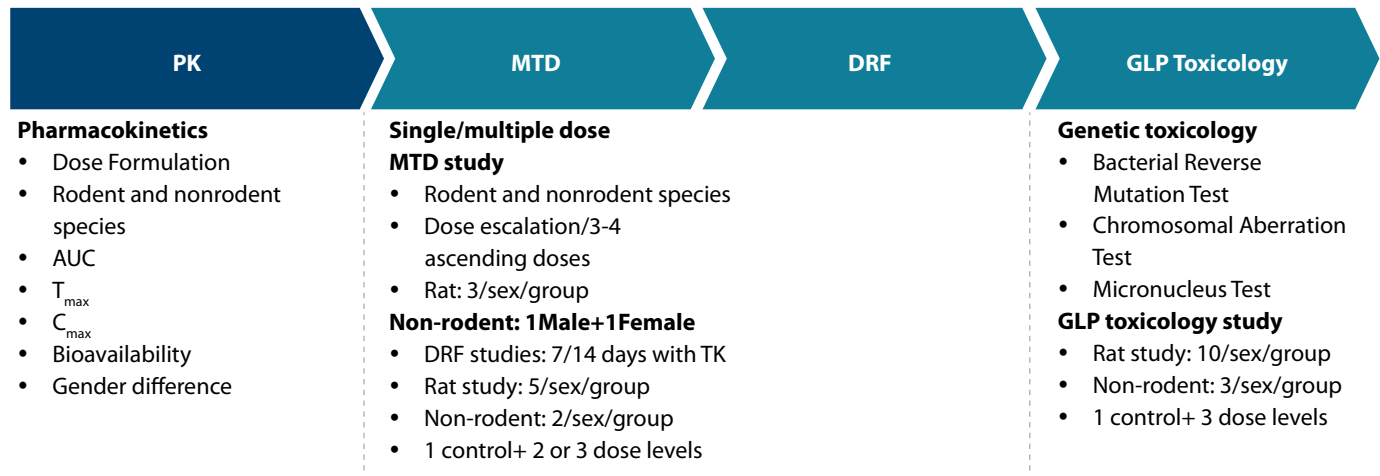 PK
MTD
DRF
GLP Toxicology
Pharmacokinetics
• Dose Formulation
• Rodent and nonrodent
species
• AUC
• Tmax
• Cmax
• Bioavailability
• Gender difference
Single/multiple dose
MTD study
• Rodent and nonrodent species
• Dose escalation/3-4
ascending doses
• Rat: 3/sex/group
Non-rodent: 1Male+1Female
• DRF studies: 7/14 days with TK
• Rat study: 5/sex/group
• Non-rodent: 2/sex/group
• 1 control+ 2 or 3 dose levels
Genetic toxicology
• Bacterial Reverse
Mutation Test
• Chromosomal Aberration
Test
• Micronucleus Test
GLP toxicology study
• Rat study: 10/sex/group
• Non-rodent: 3/sex/group
• 1 control+ 3 dose levels